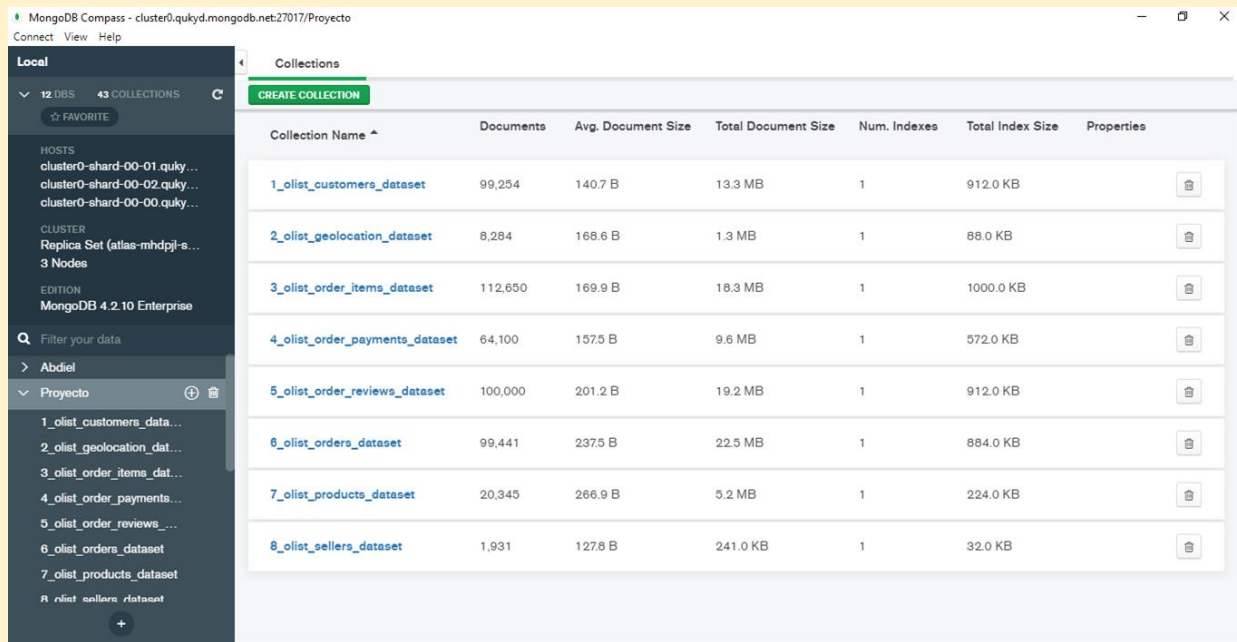 MongoDB Compass - cluster0.qukyd.mongodb.net:27017/Proyecto
Connect View Help
Local
12 DBS 43 COLLECTIONS
FAVORITE
HOSTS
cluster0-shard-00-01.quky...
cluster0-shard-00-02.quky...
cluster0-shard-00-00.quky...
CLUSTER
Replica Set (atlas-mhdpjl-s...
3 Nodes
EDITION
MongoDB 4.2.10 Enterprise
Filter your data
Abdiel
Proyecto
1_olist_customers_data...
2_olist_geolocation_dat...
3_olist_order_items_dat...
4_olist_order_payments...
5_olist_order_reviews_...
6_olist_orders_dataset
7_olist_products_dataset
8_olist_sellers_dataset
Collections
CREATE COLLECTION
Collection Name Documents Avg. Document Size Total Document Size Num. Indexes Total Index Size Properties
1_olist_customers_dataset 99,254 140.7 B 13.3 MB 1 912.0 KB
2_olist_geolocation_dataset 8,284 168.6 B 1.3 MB 1 88.0 KB
3_olist_order_items_dataset 112,650 169.9 B 18.3 MB 1 1000.0 KB
4_olist_order_payments_dataset 64,100 157.5 B 9.6 MB 1 572.0 KB
5_olist_order_reviews_dataset 100,000 201.2 B 19.2 MB 1 912.0 KB
6_olist_orders_dataset 99,441 237.5 B 22.5 MB 1 884.0 KB
7_olist_products_dataset 20,345 266.9 B 5.2 MB 1 224.0 KB
8_olist_sellers_dataset 1,931 127.8 B 241.0 KB 1 32.0 KB